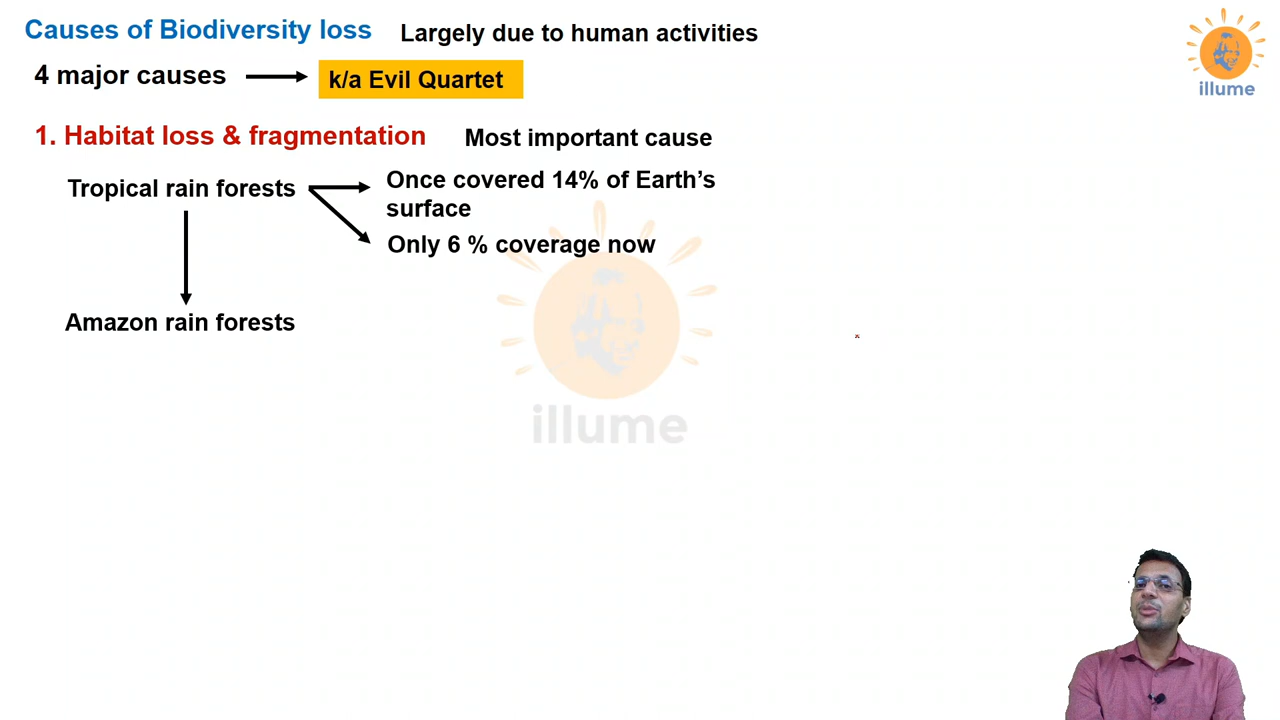 Causes of Biodiversity loss Largely due to human activities
4 major causes k/a Evil Quartet
illume
1. Habitat loss & fragmentation Most important cause
Tropical rain forests
Once covered 14% of Earth’s
surface
Only 6 % coverage now
Amazon rain forests
illume